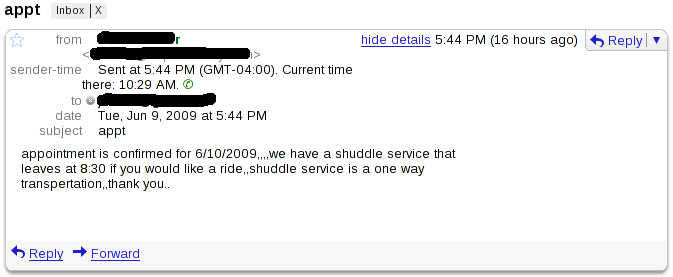 appt Inbox X
from r hide details 5:44 PM (16 hours ago) Reply
<
sender-time Sent at 5:44 PM (GMT-04:00). Current time
there: 10:29 AM.
to
date Tue, Jun 9, 2009 at 5:44 PM
subject appt
appointment is confirmed for 6/10/2009,,,,we have a shuddle service that
leaves at 8:30 if you would like a ride,,shuddle service is a one way
transpertation,,thank you..
Reply Forward